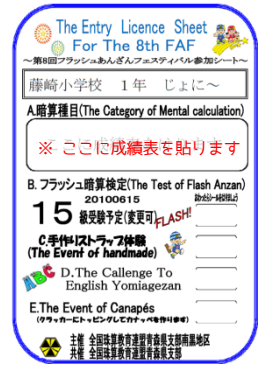 The Entry Licence Sheet
For The 8th FAF
～第8回フラッシュあんざんフェスティバル参加シート～
藤崎小学校 1年 じょに～
A.暗算種目(The Category of Mental calculation)
※ ここに成績表を貼ります
B. フラッシュ暗算検定(The Test of Flash Anzan)
20100615
15級受験予定(変更可)
FLASH!
C.手作りストラップ体験
(The Event of handmade)
ABC
D.The Callenge To
English Yomiagezan
E.The Event of Canapés
(クラッカーにトッピングしてカナッペを作ります)
主催 全国珠算教育連盟青森県支部南黒地区
共催 全国珠算教育連盟青森県支部